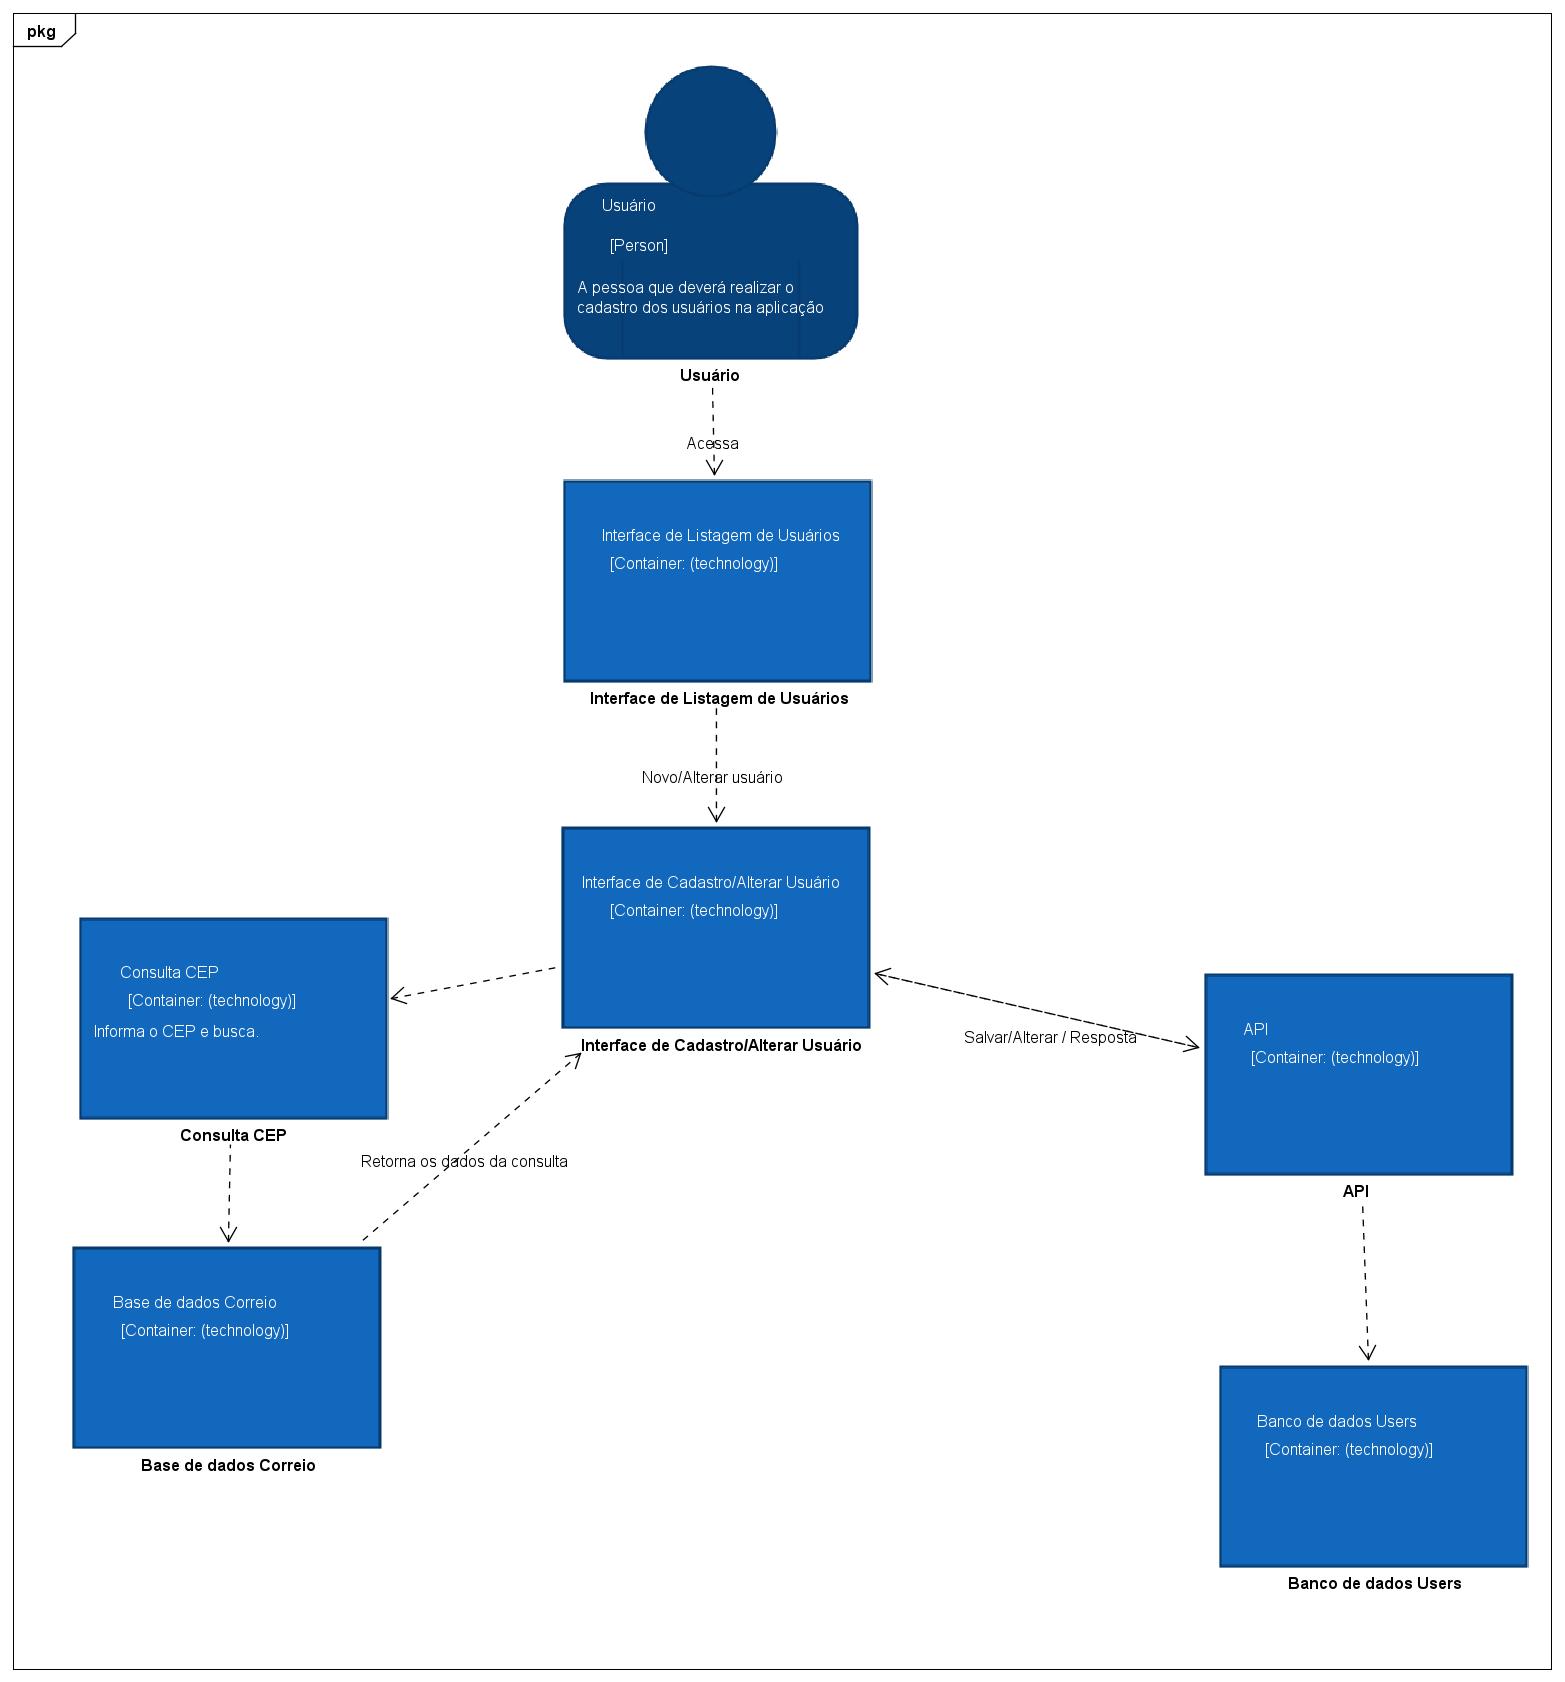 pkg
Usuário
[Person]
A pessoa que deverá realizar o
cadastro dos usuários na aplicação
Usuário
Acessa
Interface de Listagem de Usuários
[Container: (technology)]
Interface de Listagem de Usuários
Novo/Alterar usuário
Interface de Cadastro/Alterar Usuário
[Container: (technology)]
Interface de Cadastro/Alterar Usuário
Consulta CEP
[Container: (technology)]
Informa o CEP e busca.
Consulta CEP
Salvar/Alterar / Resposta
API
[Container: (technology)]
API
Retorna os dados da consulta
Base de dados Correio
[Container: (technology)]
Base de dados Correio
Banco de dados Users
[Container: (technology)]
Banco de dados Users